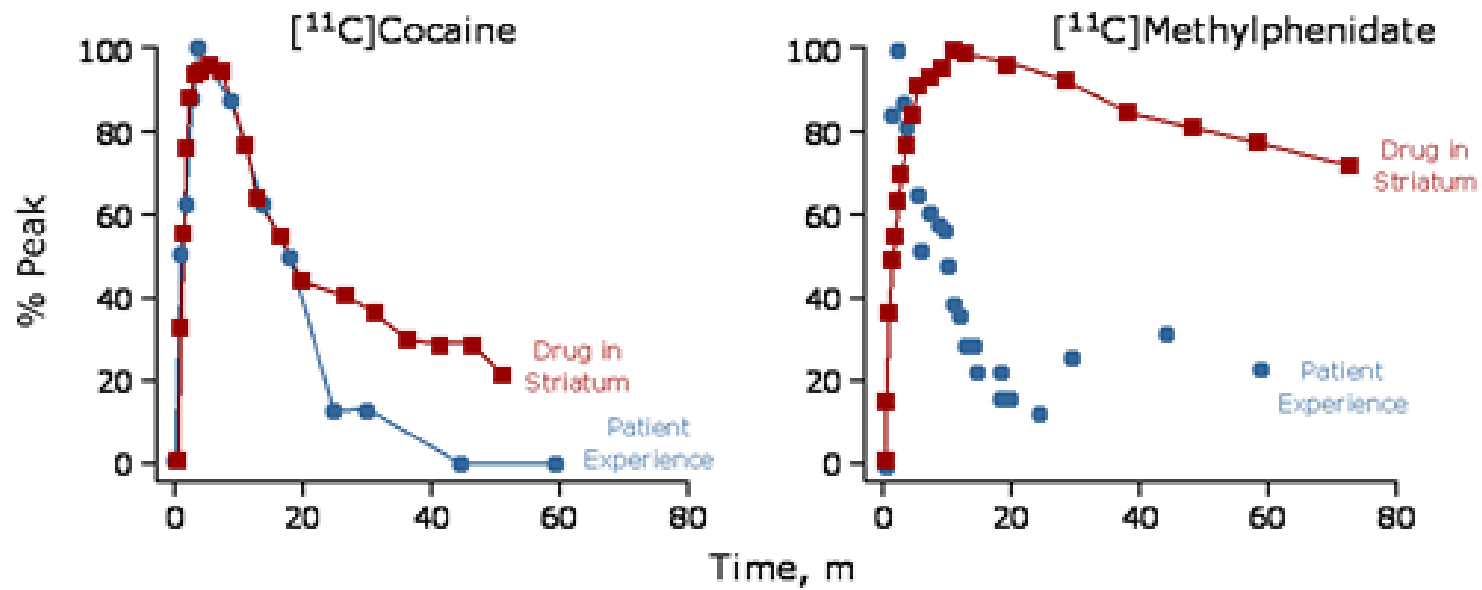 [¹¹C]Cocaine
100
80
60
40
20
0
0 20 40 60 80
Drug in
Striatum
Patient
Experience
% Peak
[¹¹C]Methylphenidate
100
80
60
40
20
0
0 20 40 60 80
Drug in
Striatum
Patient
Experience
Time, m